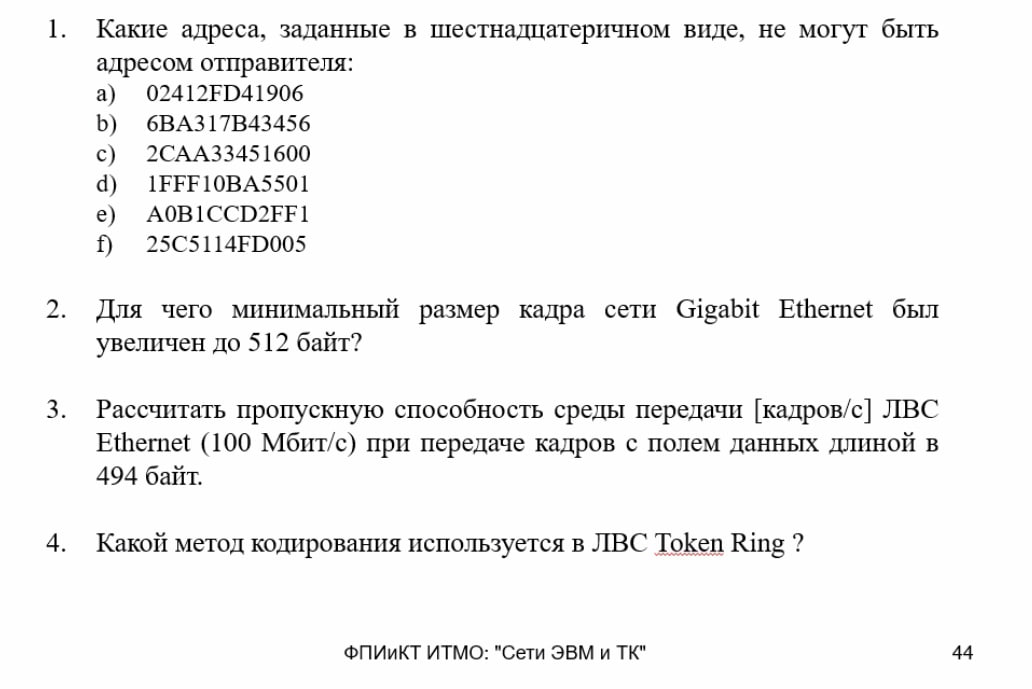 1. Какие адреса, заданные в шестнадцатеричном виде, не могут быть
адресом отправителя:
a) 02412FD41906
b) 6BA317B43456
c) 2CAA33451600
d) 1FFF10BA5501
e) A0B1CCD2FF1
f) 25C5114FD005
2. Для чего минимальный размер кадра сети Gigabit Ethernet был
увеличен до 512 байт?
3. Рассчитать пропускную способность среды передачи [кадров/с] ЛВС
Ethernet (100 Мбит/с) при передаче кадров с полем данных длиной в
494 байт.
4. Какой метод кодирования используется в ЛВС Token Ring ?
ФПИиКТ ИТМО: "Сети ЭВМ и ТК"
44